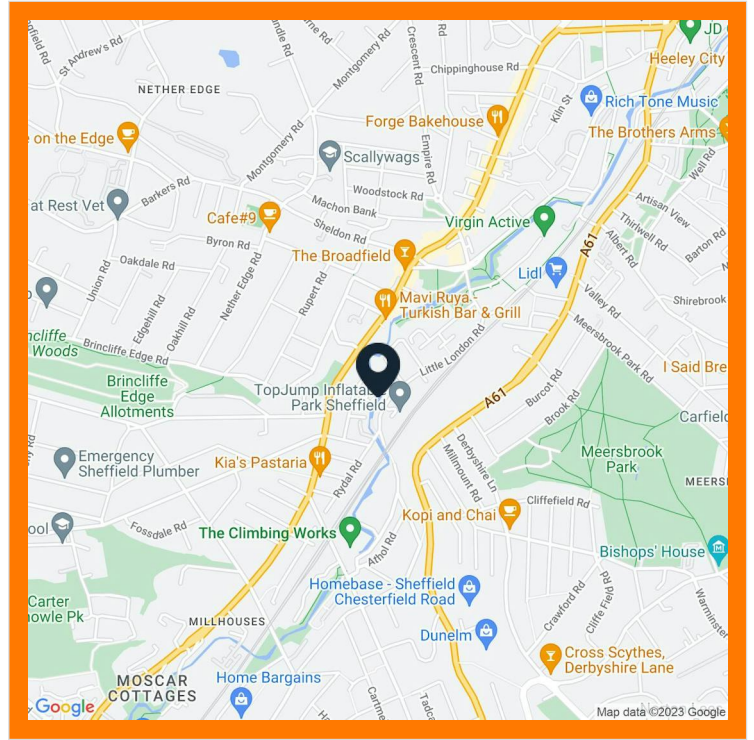 JD
Heeley City
St Andrew's Rd
Montgomery Rd
Crescent Rd
Rd
Chippinghouse Rd
NETHER EDGE
Rich Tone Music
Kiln St
Forge Bakehouse
The Brothers Arms
on the Edge
Scallywags
Empire Rd
Montgomery Rd
Well Rd
Woodstock Rd
Barkers Rd
at Rest Vet
Machon Bank
Artisan View
Cafe#9
Sheldon Rd
Virgin Active
Thirlwell Rd
Albert Rd
Barton Rd
Byron Rd
The Broadfield
A61
Oakdale Rd
Lidl
Union Rd
Nether Edge Rd
Rupert Rd
Mavi Ruya
Turkish Bar & Grill
Valley Rd
Shirebrook
Edgehill Rd
Oakhill Rd
Meersbrook Park Rd
Woods
Brincliffe Edge Rd
Little London Rd
I Said Bre
Brincliffe
Edge
Allotments
TopJump Inflatab
Park Sheffield
A61
Burcot Rd
Brook Rd
Carfiel
Derbyshire Ln
Millmount Rd
Meersbrook
Park
Emergency
Sheffield Plumber
Kia's Pastaria
Rydal Rd
MEERS
Cliffefield Rd
Kopi and Chai
ool
Fossdale Rd
The Climbing Works
Athol Rd
Bishops' House
Homebase - Sheffield
Chesterfield Road
Carter
nowle Pk
Crawford Rd
Cliffe Field Rd
Warminster
MILLHOUSES
Dunelm
Cross Scythes,
Derbyshire Lane
MOSCAR
COTTAGES
Home Bargains
Google
Map data ©2023 Google